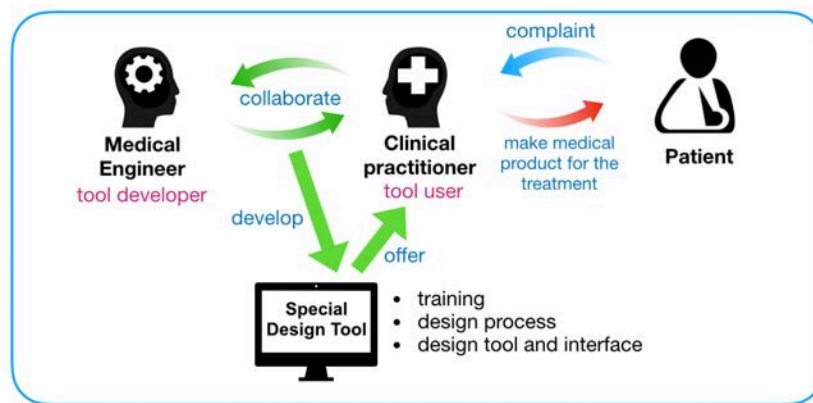 complaint
collaborate
Medical
Engineer
tool developer
Clinical
practitioner
tool user
make medical
product for the
treatment
Patient
develop
offer
Special
Design Tool
• training
• design process
• design tool and interface